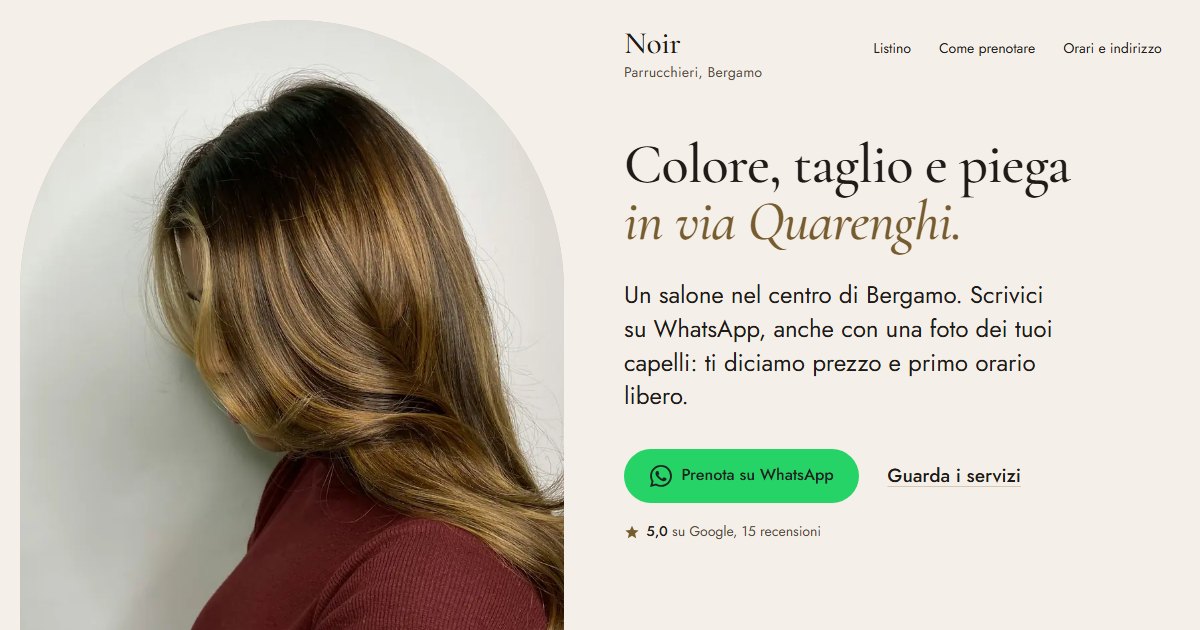 Noir
Parrucchieri, Bergamo
Listino
Come prenotare
Orari e indirizzo
Colore, taglio e piega
in via Quarenghi.
Un salone nel centro di Bergamo. Scrivici
su WhatsApp, anche con una foto dei tuoi
capelli: ti diciamo prezzo e primo orario
libero.
Prenota su WhatsApp
Guarda i servizi
5,0 su Google, 15 recensioni